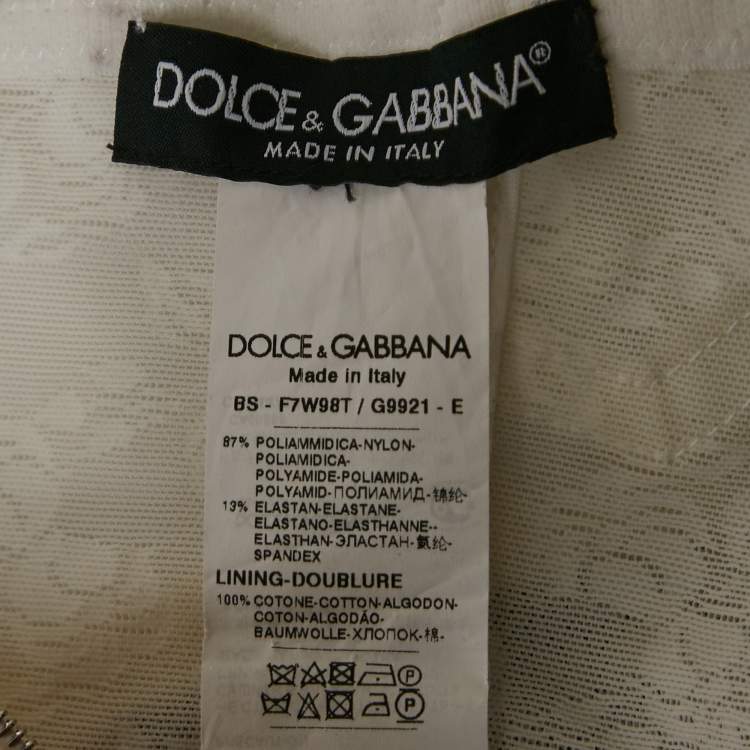 DOLCE & GABBANA®
MADE IN ITALY
DOLCE & GABBANA
Made in Italy
BS - F7W98T / G9921 - E
87% POLIAMMIDICA-NYLON-
POLIAMIDICA-
POLYAMIDE-POLIAMIDA-
POLYAMID-ПОЛИАМИД-锦纶-
13% ELASTAN-ELASTANE-
ELASTANO-ELASTHANNE--
ELASTHAN-ЭЛАСТАН-氨纶-
SPANDEX
LINING-DOUBLURE
100% COTONE-COTTON-ALGODON-
COTON-ALGODÃO-
BAUMWOLLE-ХЛОПОК-棉-
P
P